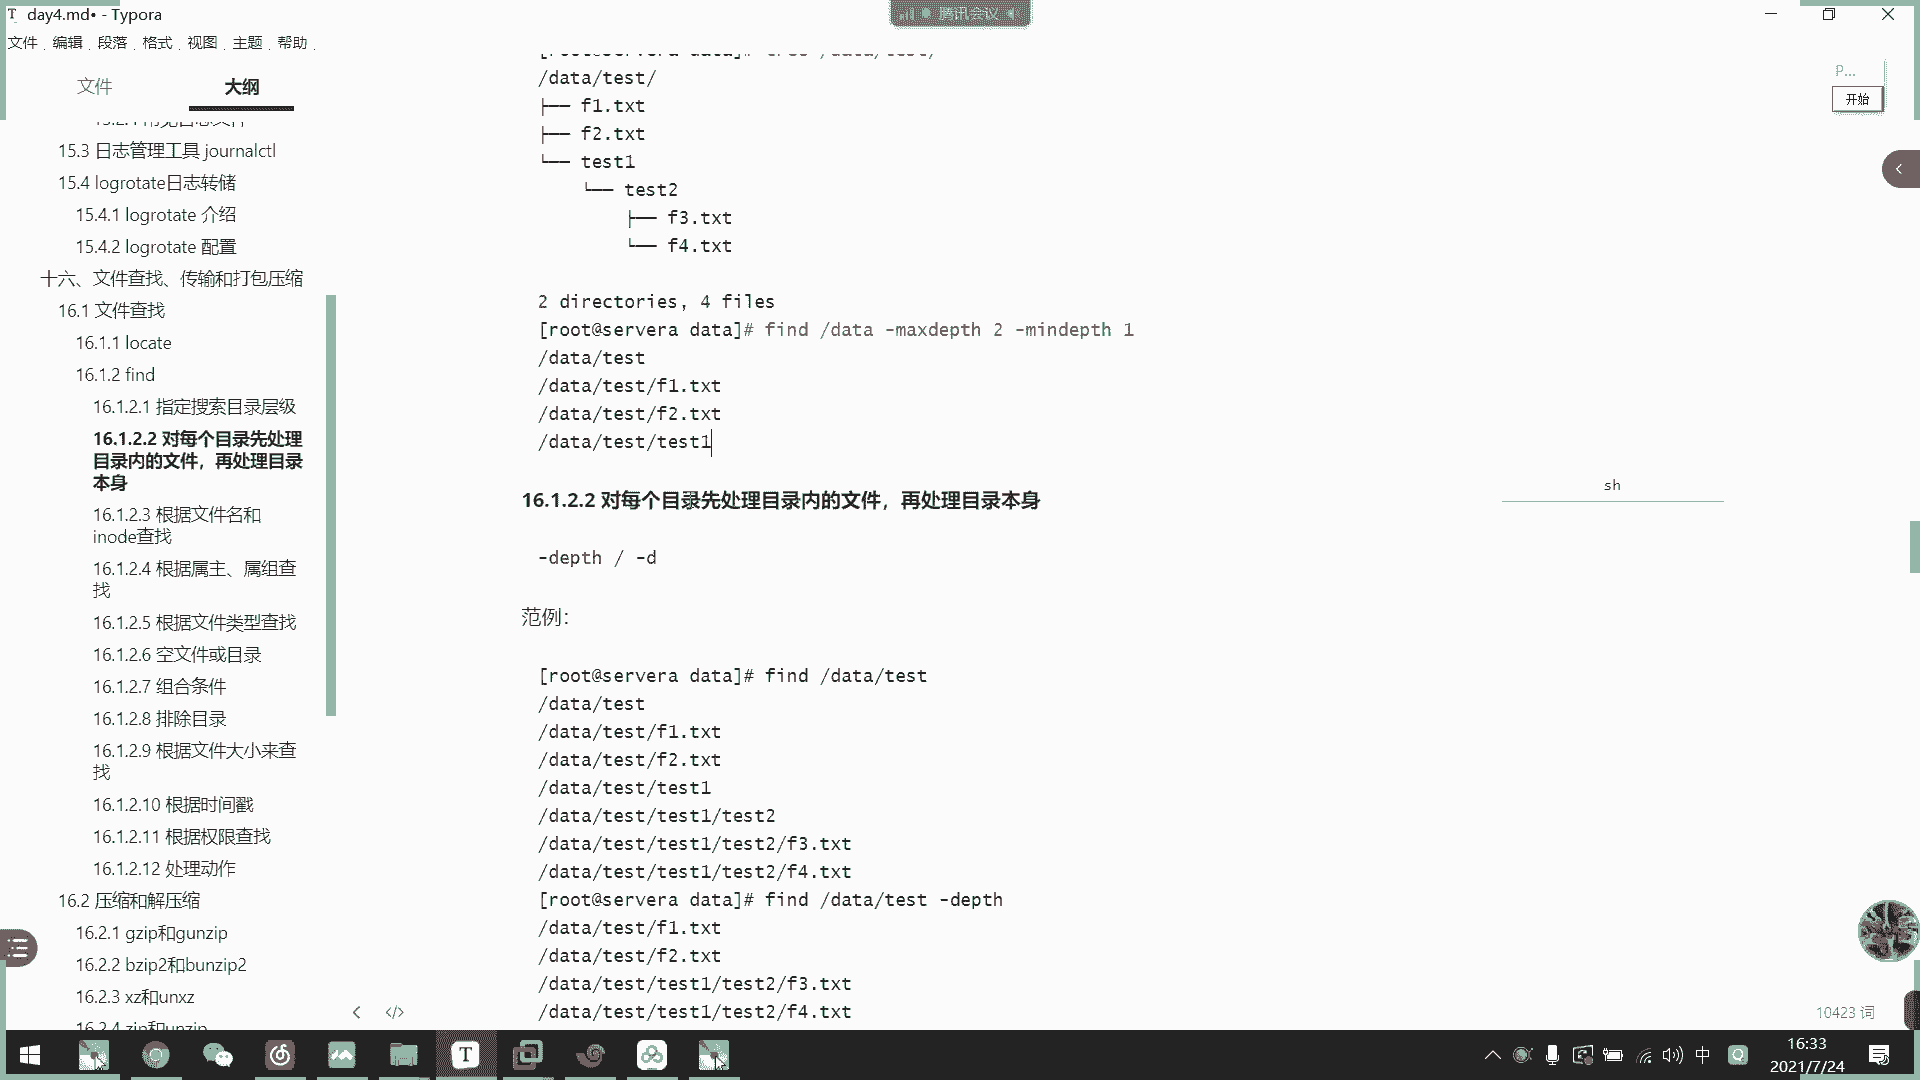 day4.md• - Typora
腾讯会议
文件 编辑 段落 格式 视图 主题 帮助
文件 大纲
15.3 日志管理工具 journalctl
15.4 logrotate日志转储
15.4.1 logrotate 介绍
15.4.2 logrotate 配置
十六、文件查找、传输和打包压缩
16.1 文件查找
16.1.1 locate
16.1.2 find
16.1.2.1 指定搜索目录层级
16.1.2.2 对每个目录先处理
目录内的文件，再处理目录
本身
16.1.2.3 根据文件名和
inode查找
16.1.2.4 根据属主、属组查
找
16.1.2.5 根据文件类型查找
16.1.2.6 空文件或目录
16.1.2.7 组合条件
16.1.2.8 排除目录
16.1.2.9 根据文件大小来查
找
16.1.2.10 根据时间戳
16.1.2.11 根据权限查找
16.1.2.12 处理动作
16.2 压缩和解压缩
16.2.1 gzip和gunzip
16.2.2 bzip2和bunzip2
16.2.3 xz和unxz
16.2.4 zip和unzip
[root@servera data]# tree /data/test/
/data/test/
├── f1.txt
├── f2.txt
└── test1
└── test2
├── f3.txt
└── f4.txt
2 directories, 4 files
[root@servera data]# find /data -maxdepth 2 -mindepth 1
/data/test
/data/test/f1.txt
/data/test/f2.txt
/data/test/test1
sh
16.1.2.2 对每个目录先处理目录内的文件，再处理目录本身
-depth / -d
范例：
[root@servera data]# find /data/test
/data/test
/data/test/f1.txt
/data/test/f2.txt
/data/test/test1
/data/test/test1/test2
/data/test/test1/test2/f3.txt
/data/test/test1/test2/f4.txt
[root@servera data]# find /data/test -depth
/data/test/f1.txt
/data/test/f2.txt
/data/test/test1/test2/f3.txt
/data/test/test1/test2/f4.txt
P...
开始
10423 词
中
16:33
2021/7/24